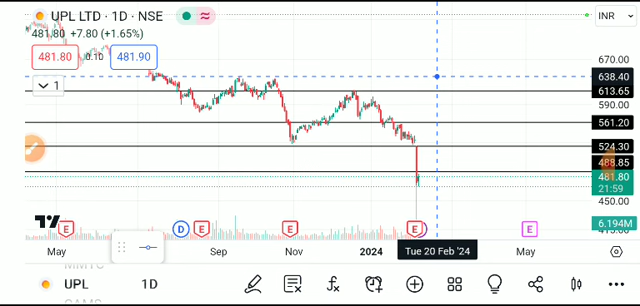 UPL LTD · 1D · NSE
INR
481.80 +7.80 (+1.65%)
481.80 0.10 481.90
1
670.00
638.40
613.65
590.00
561.20
524.30
488.85
481.80
21:59
450.00
6.194M
E D E E E E
May Sep Nov 2024 Tue 20 Feb '24 May
UPL 1D